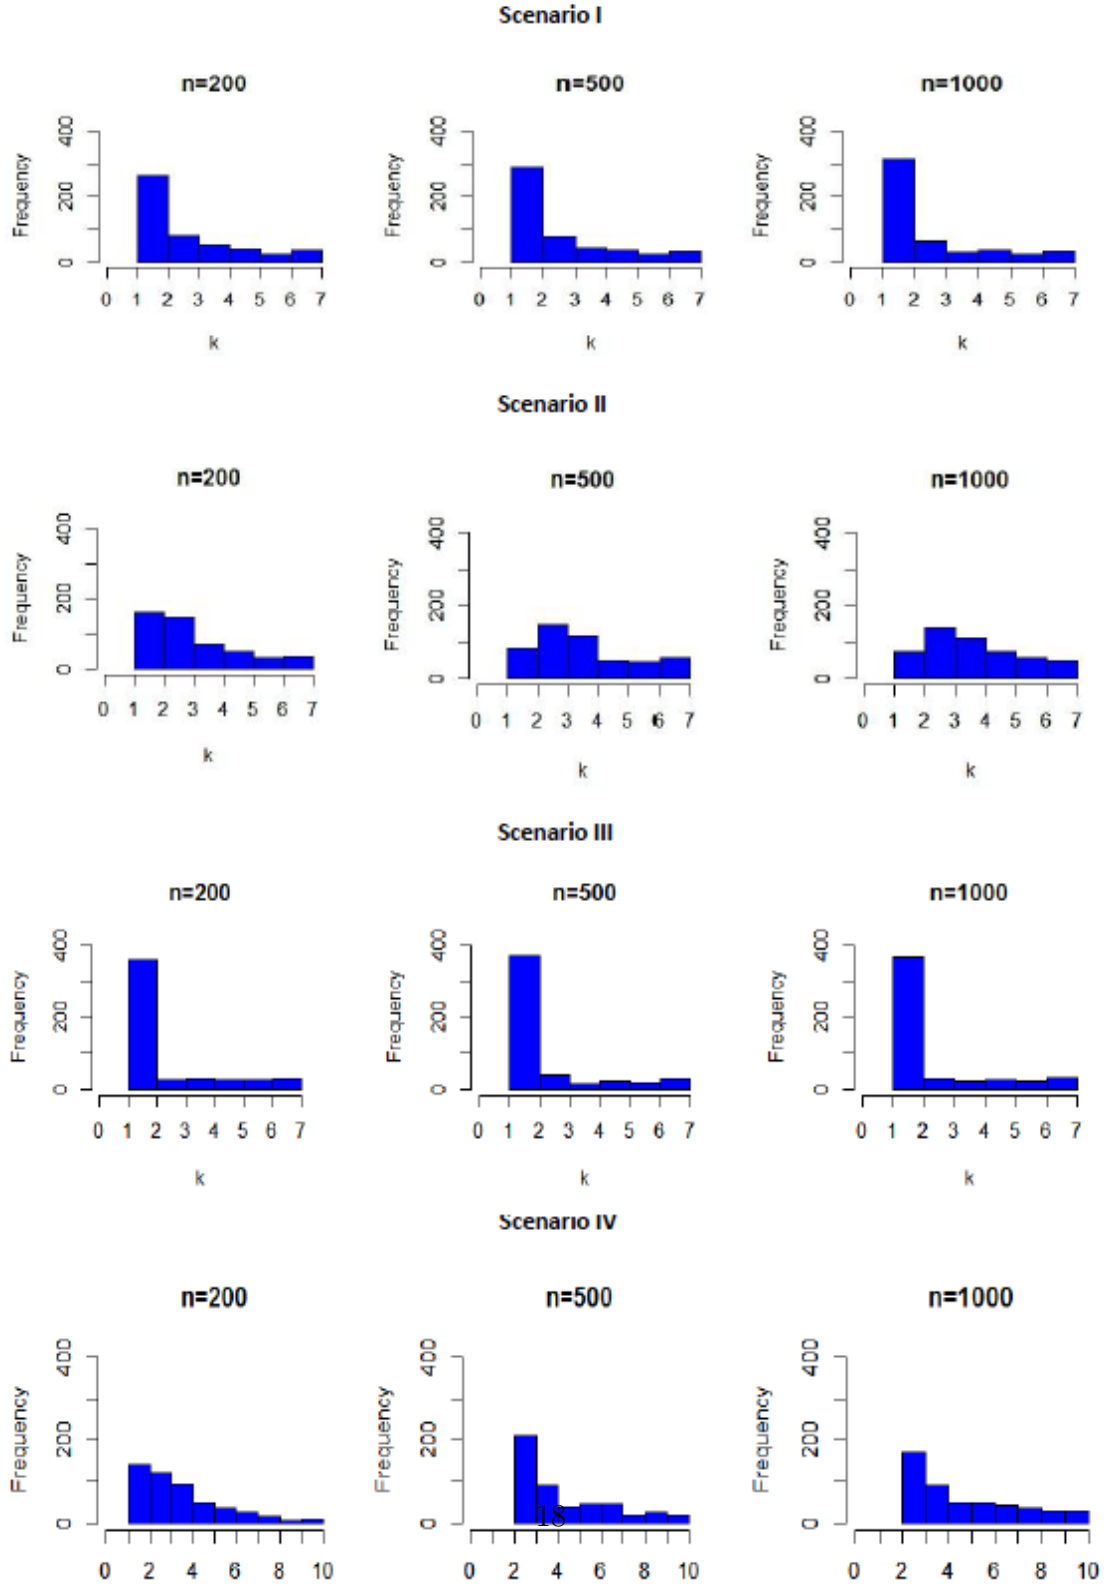 Scenario I
n=200 n=500 n=1000
Frequency Frequency Frequency
0 200 400 0 200 400 0 200 400
0 1 2 3 4 5 6 7 0 1 2 3 4 5 6 7 0 1 2 3 4 5 6 7
k k k
Scenario II
n=200 n=500 n=1000
Frequency Frequency Frequency
0 200 400 0 200 400 0 200 400
0 1 2 3 4 5 6 7 0 1 2 3 4 5 6 7 0 1 2 3 4 5 6 7
k k k
Scenario III
n=200 n=500 n=1000
Frequency Frequency Frequency
0 200 400 0 200 400 0 200 400
0 1 2 3 4 5 6 7 0 1 2 3 4 5 6 7 0 1 2 3 4 5 6 7
k k k
Scenario IV
n=200 n=500 n=1000
Frequency Frequency Frequency
0 200 400 0 200 400 0 200 400
18
0 2 4 6 8 10 0 2 4 6 8 10 0 2 4 6 8 10